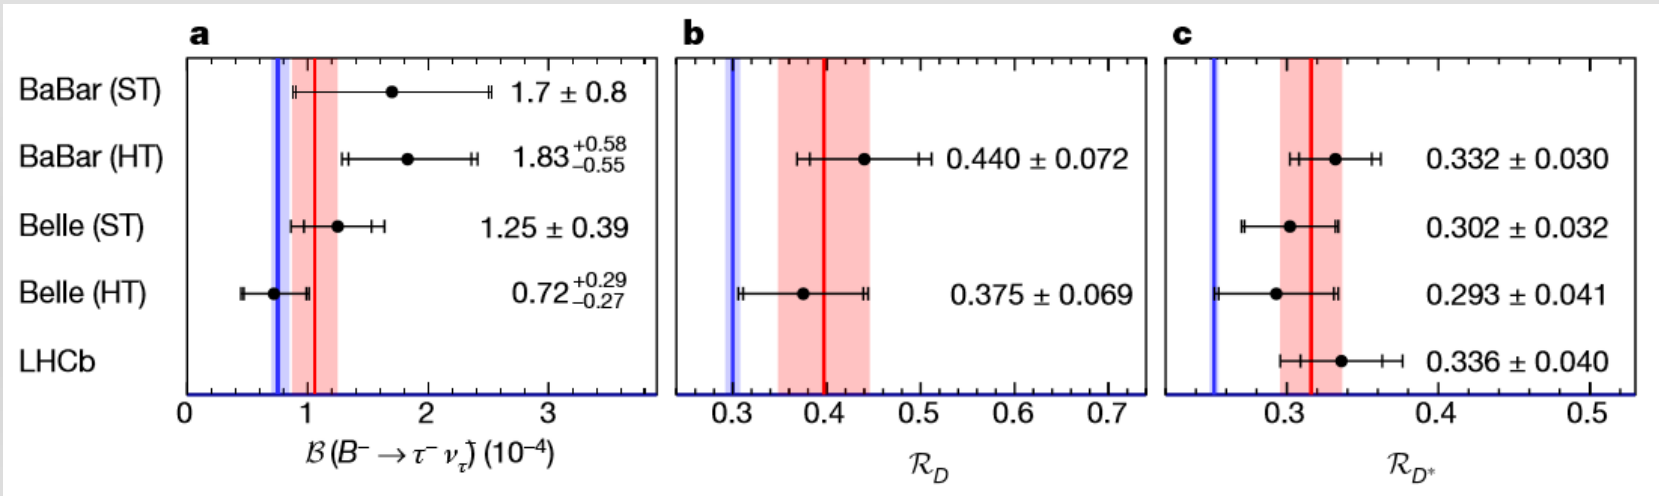 a b c
BaBar (ST) 1.7 ± 0.8
BaBar (HT) 1.83 +0.58 −0.55 0.440 ± 0.072 0.332 ± 0.030
Belle (ST) 1.25 ± 0.39 0.302 ± 0.032
Belle (HT) 0.72 +0.29 −0.27 0.375 ± 0.069 0.293 ± 0.041
LHCb 0.336 ± 0.040
0 1 2 3 0.3 0.4 0.5 0.6 0.7 0.3 0.4 0.5
ℬ (B⁻ → τ⁻ ν̄_τ) (10⁻⁴) ℛ_D ℛ_D*